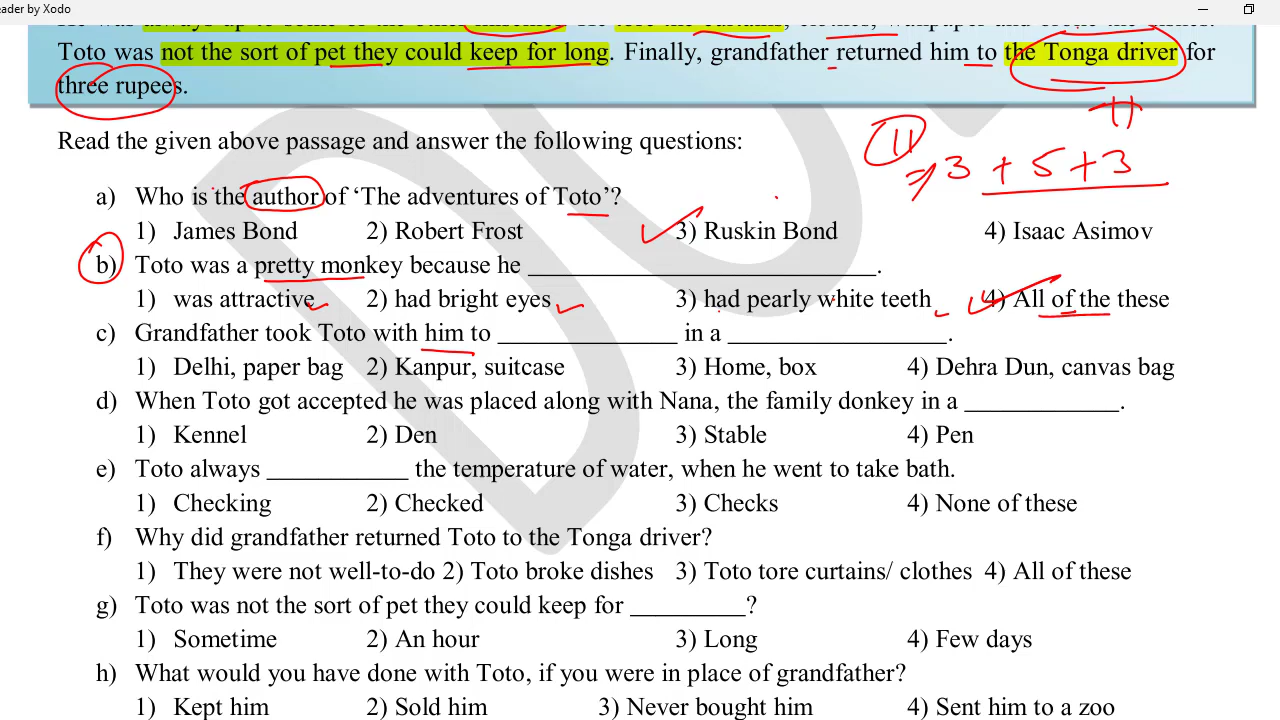 eader by Xodo
Toto was not the sort of pet they could keep for long. Finally, grandfather returned him to the Tonga driver for
three rupees.
11
Read the given above passage and answer the following questions:
11
⇒ 3 + 5 + 3
a) Who is the author of ‘The adventures of Toto’?
1) James Bond 2) Robert Frost 3) Ruskin Bond 4) Isaac Asimov
b) Toto was a pretty monkey because he ____________________________.
1) was attractive 2) had bright eyes 3) had pearly white teeth 4) All of the these
c) Grandfather took Toto with him to ______________ in a _________________.
1) Delhi, paper bag 2) Kanpur, suitcase 3) Home, box 4) Dehra Dun, canvas bag
d) When Toto got accepted he was placed along with Nana, the family donkey in a ____________.
1) Kennel 2) Den 3) Stable 4) Pen
e) Toto always ___________ the temperature of water, when he went to take bath.
1) Checking 2) Checked 3) Checks 4) None of these
f) Why did grandfather returned Toto to the Tonga driver?
1) They were not well-to-do 2) Toto broke dishes 3) Toto tore curtains/ clothes 4) All of these
g) Toto was not the sort of pet they could keep for _________?
1) Sometime 2) An hour 3) Long 4) Few days
h) What would you have done with Toto, if you were in place of grandfather?
1) Kept him 2) Sold him 3) Never bought him 4) Sent him to a zoo